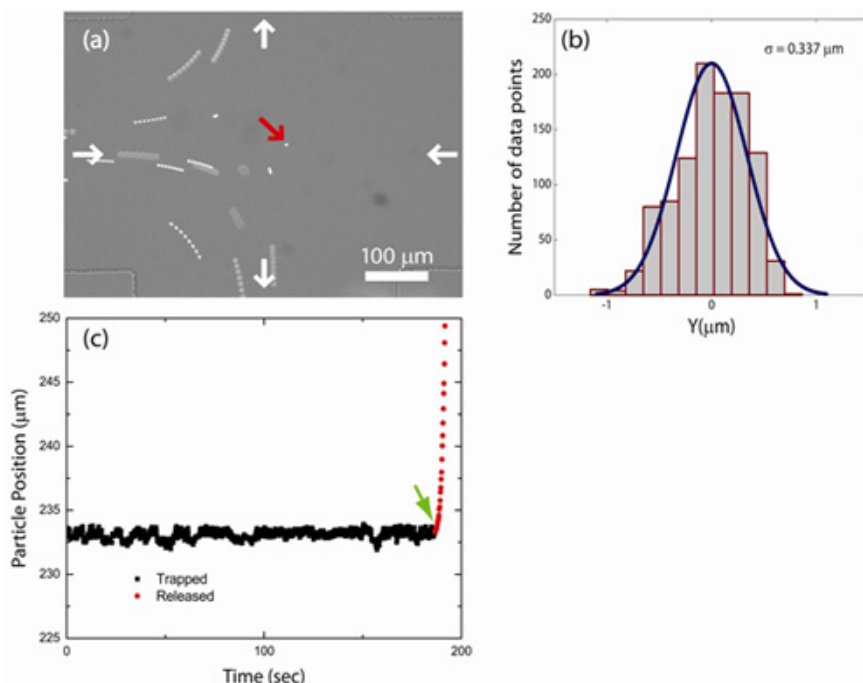 (a)
100 μm
(b)
σ = 0.337 μm
250
200
150
100
50
0
Number of data points
-1
0
1
Y(μm)
(c)
250
245
240
235
230
225
Particle Position (μm)
Trapped
Released
0
100
200
Time (sec)